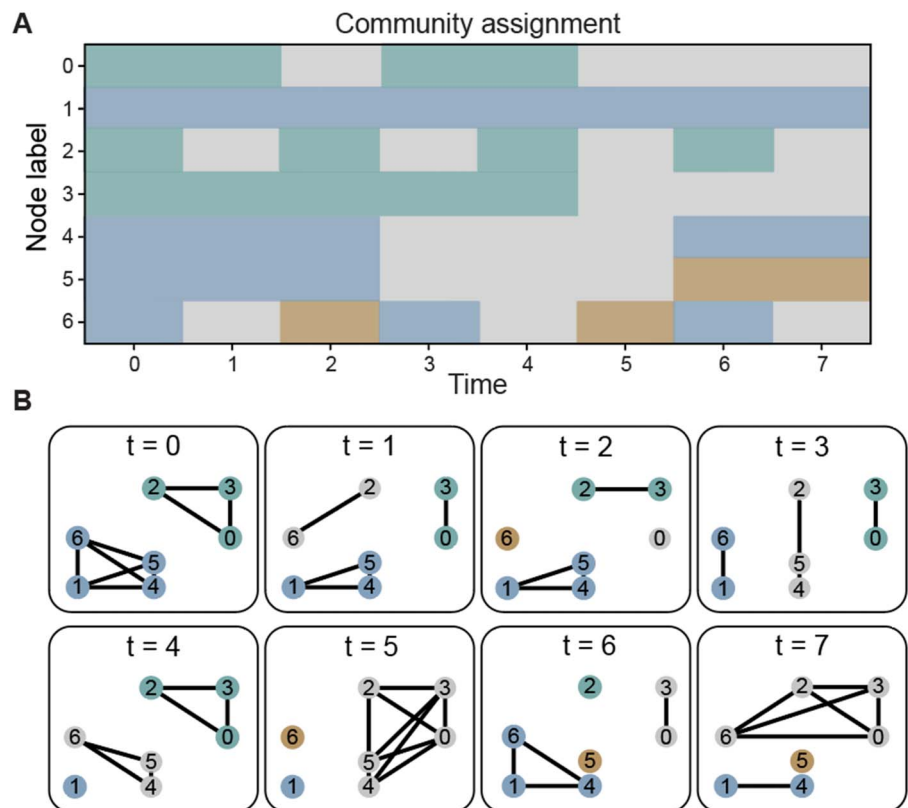 A
Community assignment
Node label
0
1
2
3
4
5
6
0 1 2 3 4 5 6 7
Time
B
t = 0
2 3
6 0
5
1 4
t = 1
2 3
6 0
5
1 4
t = 2
2 3
6 0
5
1 4
t = 3
2 3
6 0
5
1 4
t = 4
2 3
6 0
5
1 4
t = 5
2 3
6 0
5
1 4
t = 6
2 3
6 0
5
1 4
t = 7
2 3
6 0
5
1 4